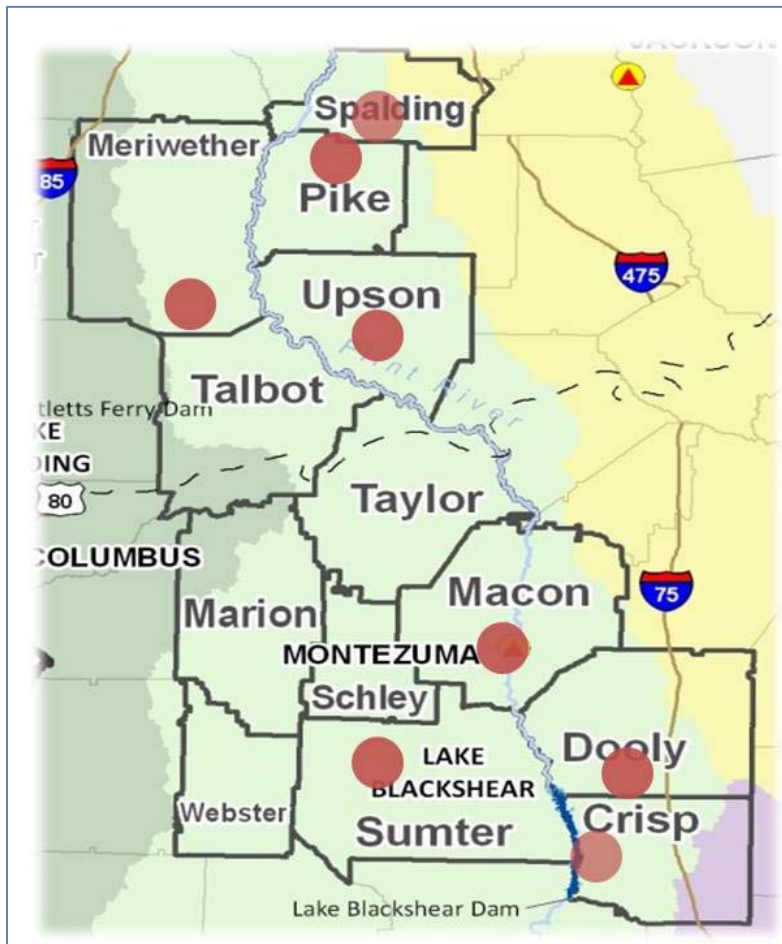 Spalding
Meriwether
85
Pike
475
Upson
Flint River
Talbot
tletts Ferry Dam
KE
DING
80
Taylor
COLUMBUS
Macon
75
Marion
MONTEZUMA
Schley
Dooly
LAKE
BLACKSHEAR
Crisp
Webster
Sumter
Lake Blackshear Dam